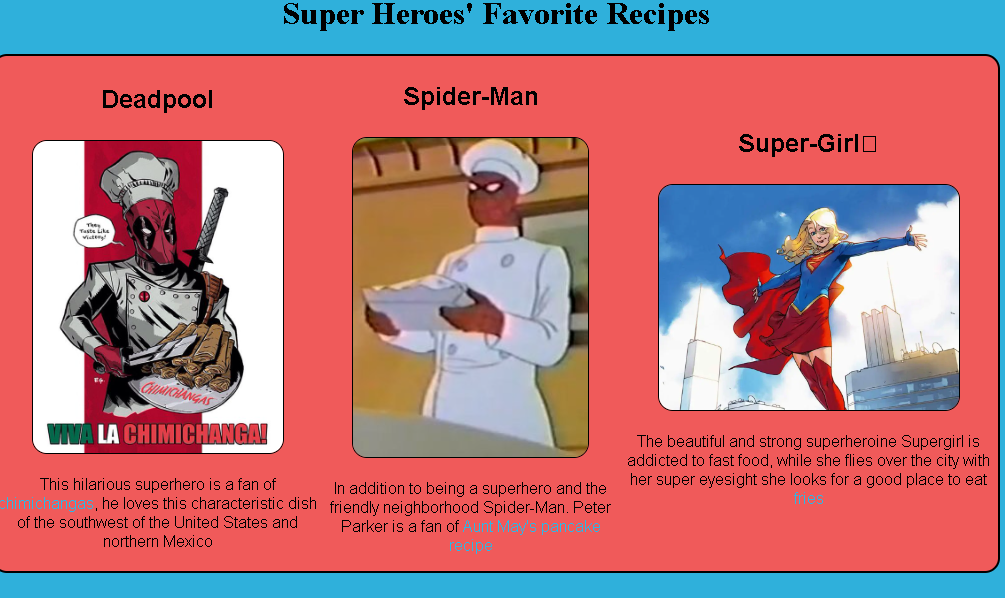 Super Heroes' Favorite Recipes
Deadpool
They
Taste Like
Victory!
CHIMICHANGAS
VIVA LA CHIMICHANGA!
This hilarious superhero is a fan of
chimichangas, he loves this characteristic dish
of the southwest of the United States and
northern Mexico
Spider-Man
In addition to being a superhero and the
friendly neighborhood Spider-Man. Peter
Parker is a fan of Aunt May's pancake
recipe
Super-Girl
The beautiful and strong superheroine Supergirl is
addicted to fast food, while she flies over the city with
her super eyesight she looks for a good place to eat
fries